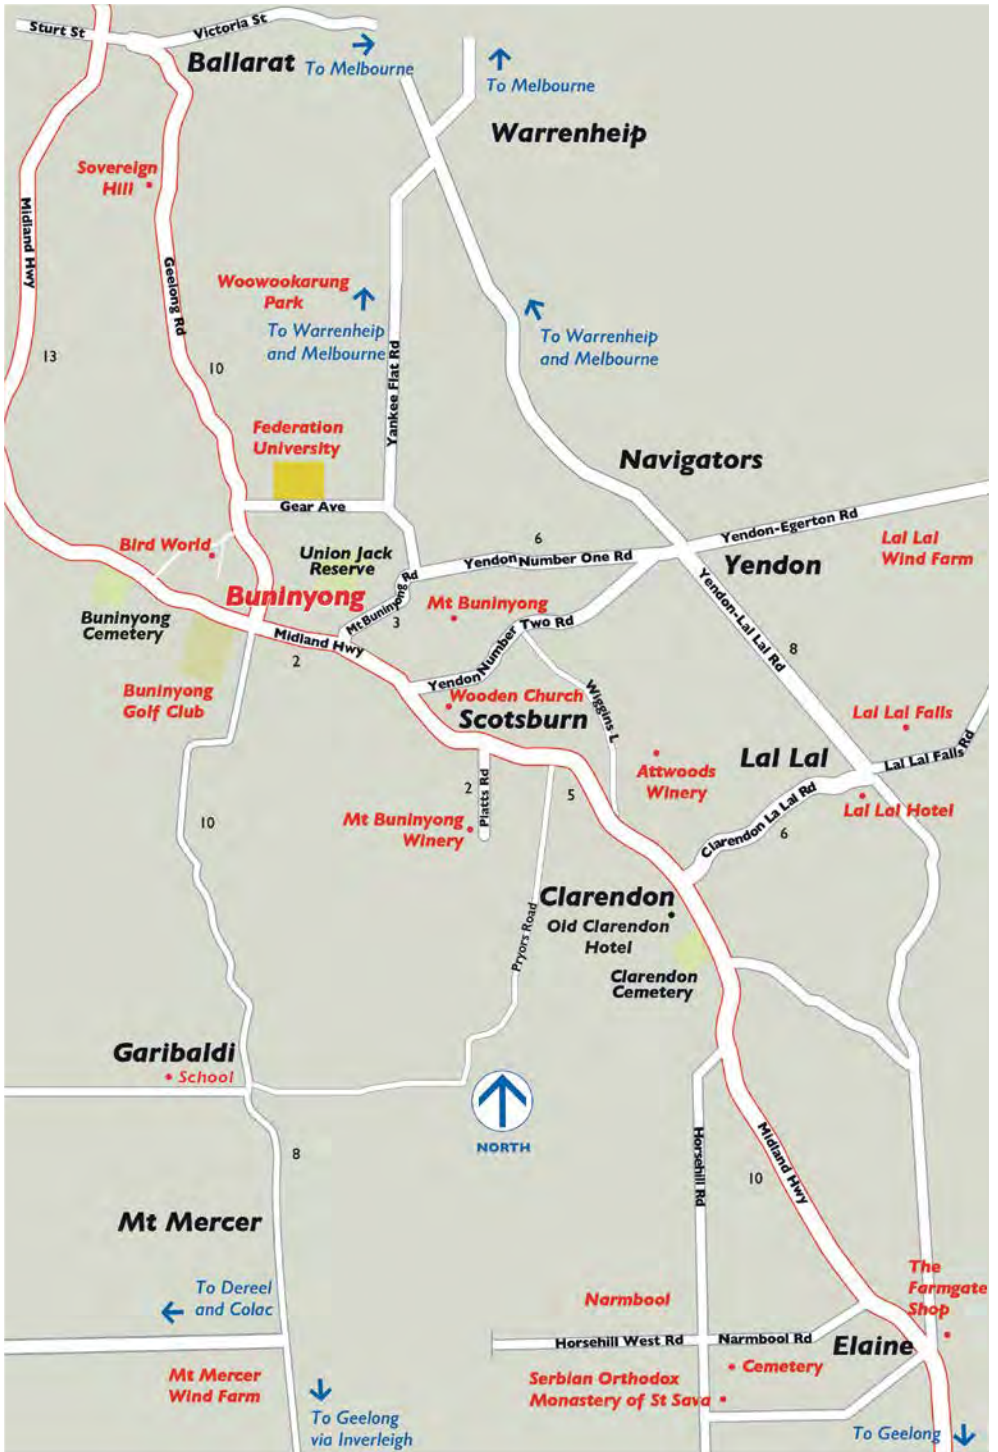 Sturt St
Victoria St
Ballarat
To Melbourne
To Melbourne
Warrenheip
Sovereign
Hill
Midland Hwy
Geelong Rd
Woowookarung
Park
To Warrenheip
and Melbourne
To Warrenheip
and Melbourne
13
10
Yankee Flat Rd
Federation
University
Navigators
Gear Ave
Yendon-Egerton Rd
Bird World
Union Jack
Reserve
6
Yendon Number One Rd
Lal Lal
Wind Farm
Yendon
Buninyong
Mt Buninyong Rd
3
Mt Buninyong
Buninyong
Cemetery
Midland Hwy
2
Yendon Number Two Rd
Yendon-Lal Lal Rd
8
Buninyong
Golf Club
Wooden Church
Wiggins L
Scotsburn
Lal Lal Falls
Lal Lal
Lal Lal Falls Rd
Attwoods
Winery
2
Platts Rd
5
10
Mt Buninyong
Winery
Clarendon La Lal Rd
6
Lal Lal Hotel
Clarendon
Old Clarendon
Hotel
Pryors Road
Clarendon
Cemetery
Garibaldi
School
NORTH
8
Horsehill Rd
Midland Hwy
10
Mt Mercer
To Dereel
and Colac
Narmbool
The
Farmgate
Shop
Horsehill West Rd
Narmbool Rd
Elaine
Mt Mercer
Wind Farm
Serbian Orthodox
Monastery of St Sava
Cemetery
To Geelong
via Inverleigh
To Geelong